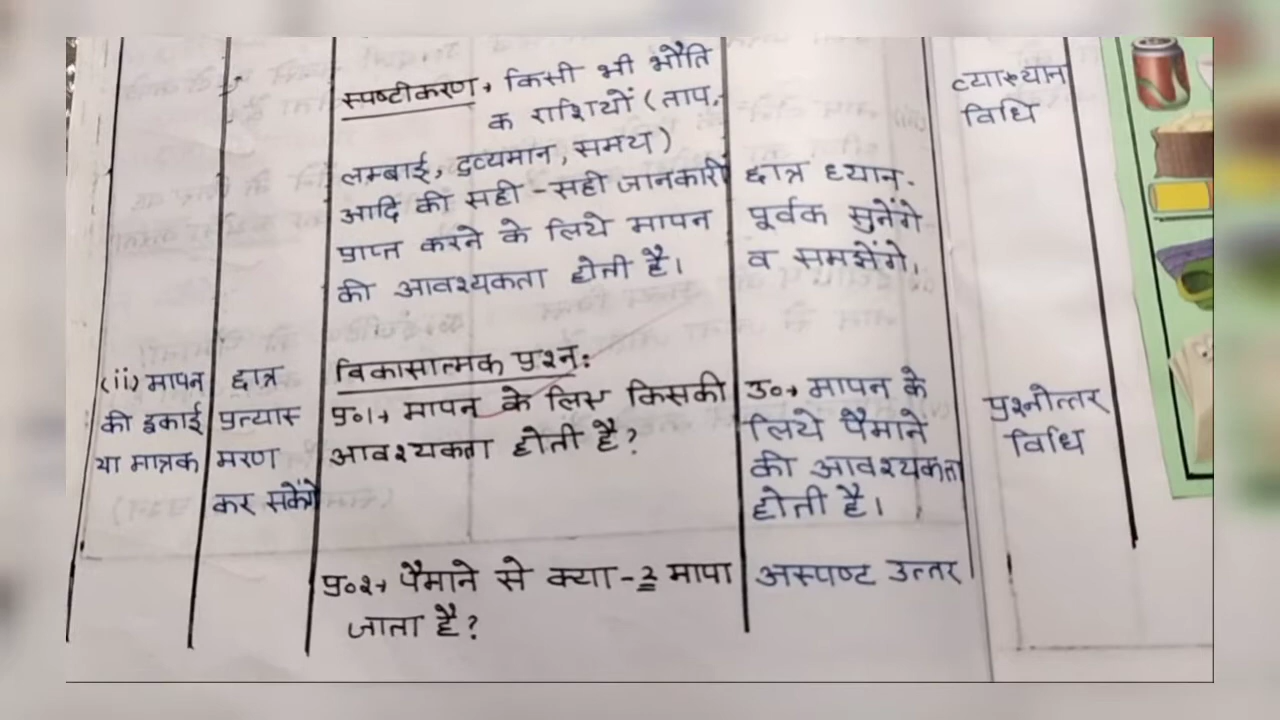 स्पष्टीकरण → किसी भी भौति
क राशियों (ताप,
लम्बाई, द्रव्यमान, समय)
आदि की सही -सही जानकारी
प्राप्त करने के लिये मापन
की आवश्यकता होती है।
छात्र ध्यान-
पूर्वक सुनेंगे
व समझेंगे।
व्याख्यान
विधि
(ii) मापन
की इकाई
या मात्रक
छात्र
प्रत्यास
मरण
कर सकेंगे
विकासात्मक प्रश्न:
प्र०1→ मापन के लिए किसकी
आवश्यकता होती है?
उ०→ मापन के
लिये पैमाने
की आवश्यकता
होती है।
प्रश्नोत्तर
विधि
प्र०2→ पैमाने से क्या-2 मापा
जाता है?
अस्पष्ट उत्तर